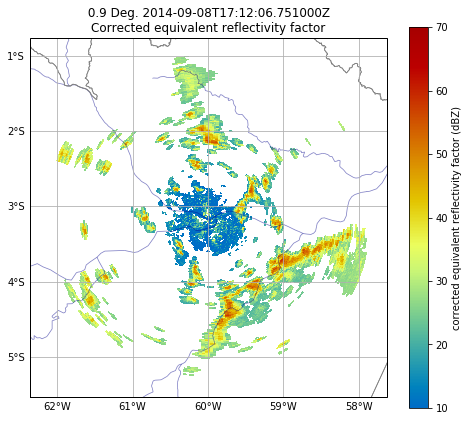 0.9 Deg. 2014-09-08T17:12:06.751000Z
Corrected equivalent reflectivity factor
1°S
2°S
3°S
4°S
5°S
62°W 61°W 60°W 59°W 58°W
70
60
50
40
30
20
10
corrected equivalent reflectivity factor (dBZ)